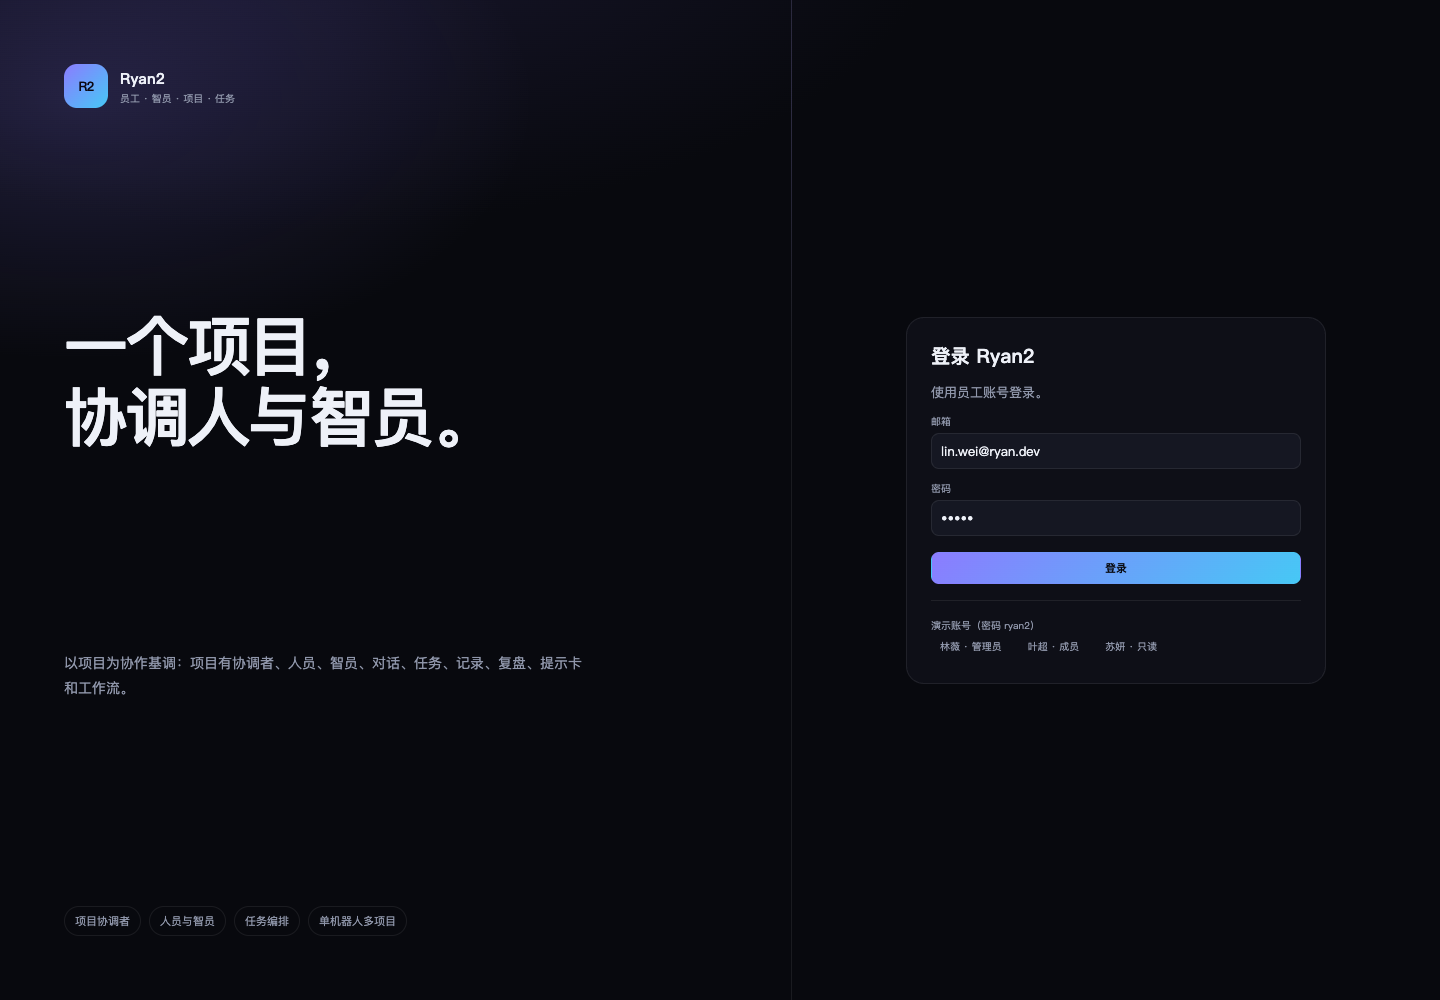 R2
Ryan2
员工 · 智员 · 项目 · 任务
一个项目，
协调人与智员。
以项目为协作基调：项目有协调者、人员、智员、对话、任务、记录、复盘、提示卡
和工作流。
项目协调者
人员与智员
任务编排
单机器人多项目
登录 Ryan2
使用员工账号登录。
邮箱
lin.wei@ryan.dev
密码
•••••
登录
演示账号（密码 ryan2）
林薇 · 管理员
叶超 · 成员
苏妍 · 只读